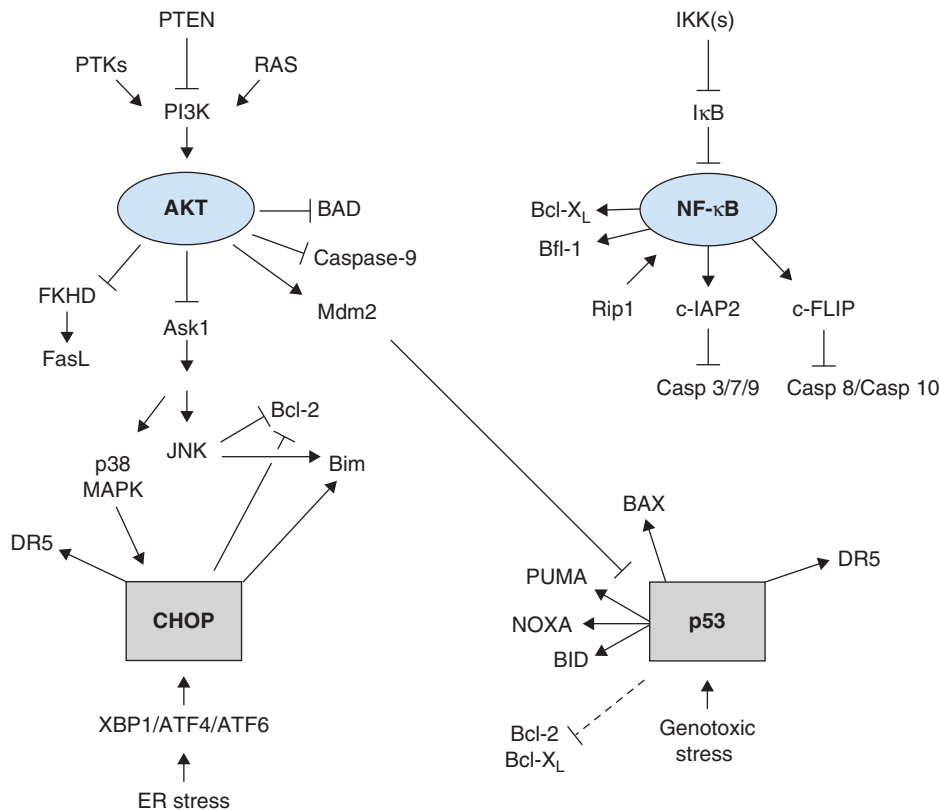 PTEN
IKK(s)
PTKs
RAS
PI3K
IκB
AKT
BAD
Caspase-9
Mdm2
FKHD
FasL
Ask1
NF-κB
Bcl-XL
Bfl-1
Rip1
c-IAP2
c-FLIP
Casp 3/7/9
Casp 8/Casp 10
Bcl-2
JNK
Bim
p38
MAPK
DR5
CHOP
XBP1/ATF4/ATF6
ER stress
BAX
DR5
PUMA
NOXA
BID
p53
Bcl-2
Bcl-XL
Genotoxic
stress